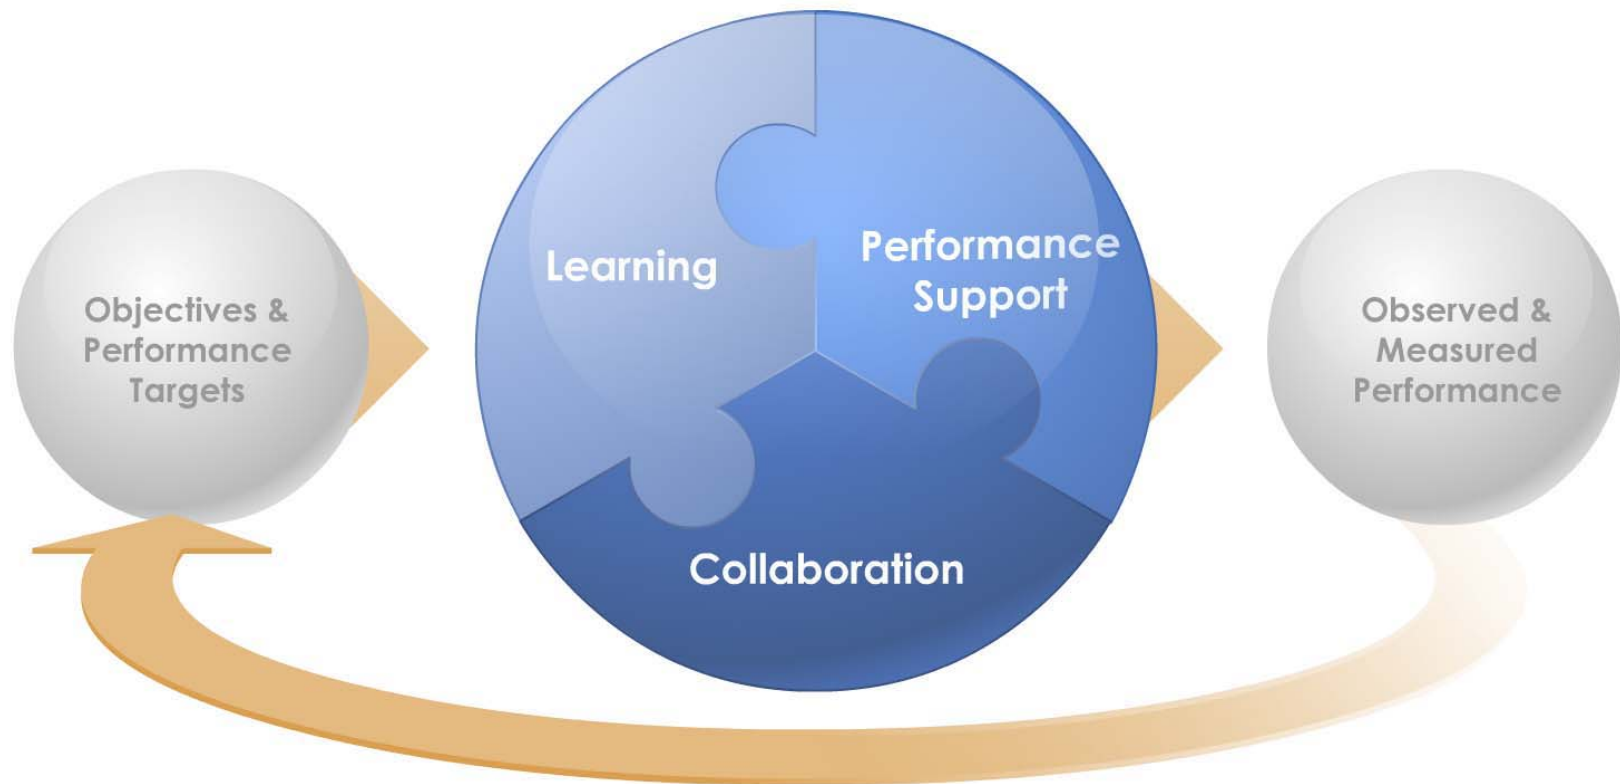 Objectives &
Performance
Targets
Learning
Performance
Support
Collaboration
Observed &
Measured
Performance